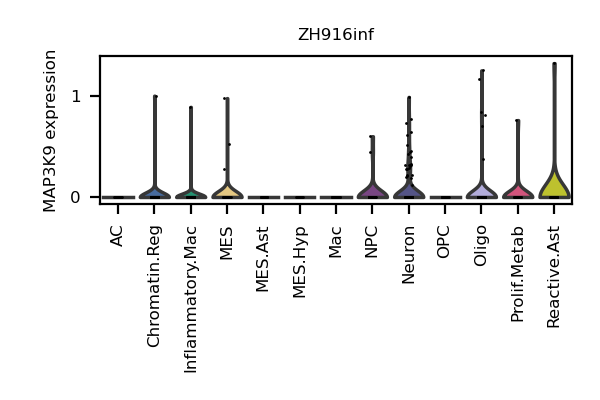 ZH916inf
MAP3K9 expression
1
0
AC
Chromatin.Reg
Inflammatory.Mac
MES
MES.Ast
MES.Hyp
Mac
NPC
Neuron
OPC
Oligo
Prolif.Metab
Reactive.Ast